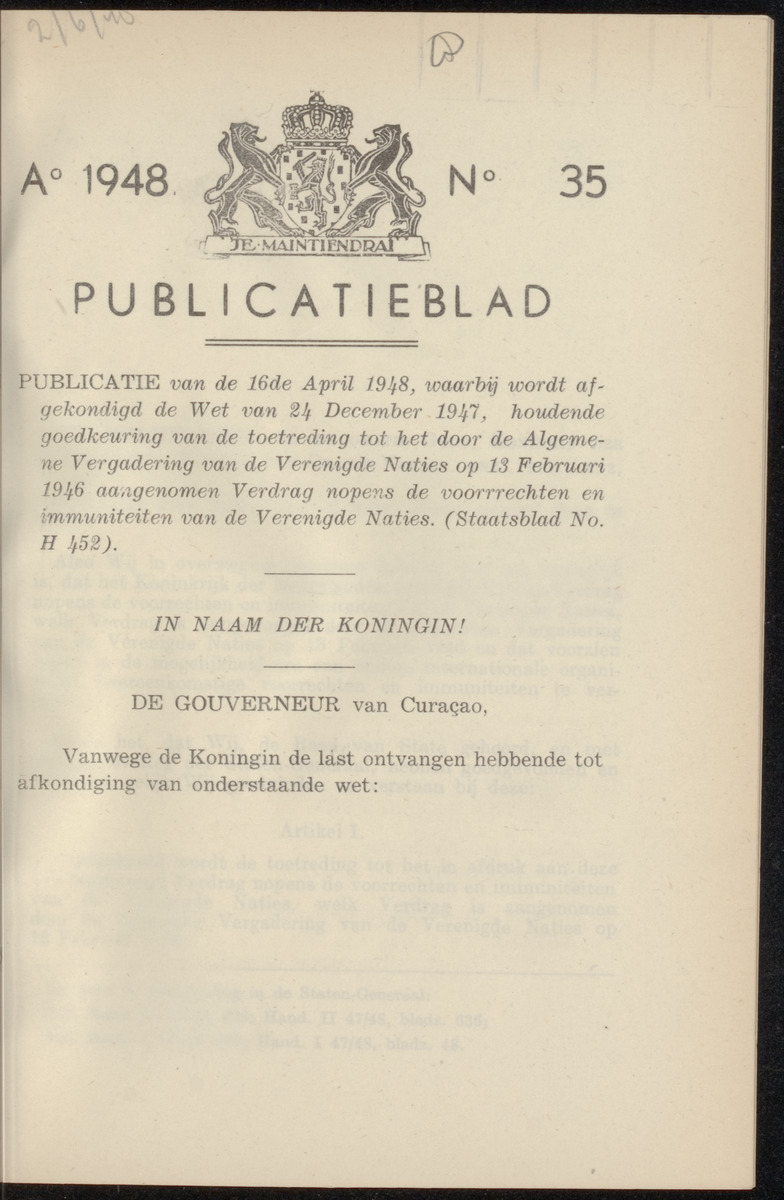 2/6/48
Aº 1948.
Nº 35
JE·MAINTIENDRAI
PUBLICATIEBLAD
PUBLICATIE van de 16de April 1948, waarbij wordt af-
gekondigd de Wet van 24 December 1947, houdende
goedkeuring van de toetreding tot het door de Algeme-
ne Vergadering van de Verenigde Naties op 13 Februari
1946 aangenomen Verdrag nopens de voorrrechten en
immuniteiten van de Verenigde Naties. (Staatsblad No.
H 452).
IN NAAM DER KONINGIN!
DE GOUVERNEUR van Curaçao,
Vanwege de Koningin de last ontvangen hebbende tot
afkondiging van onderstaande wet: